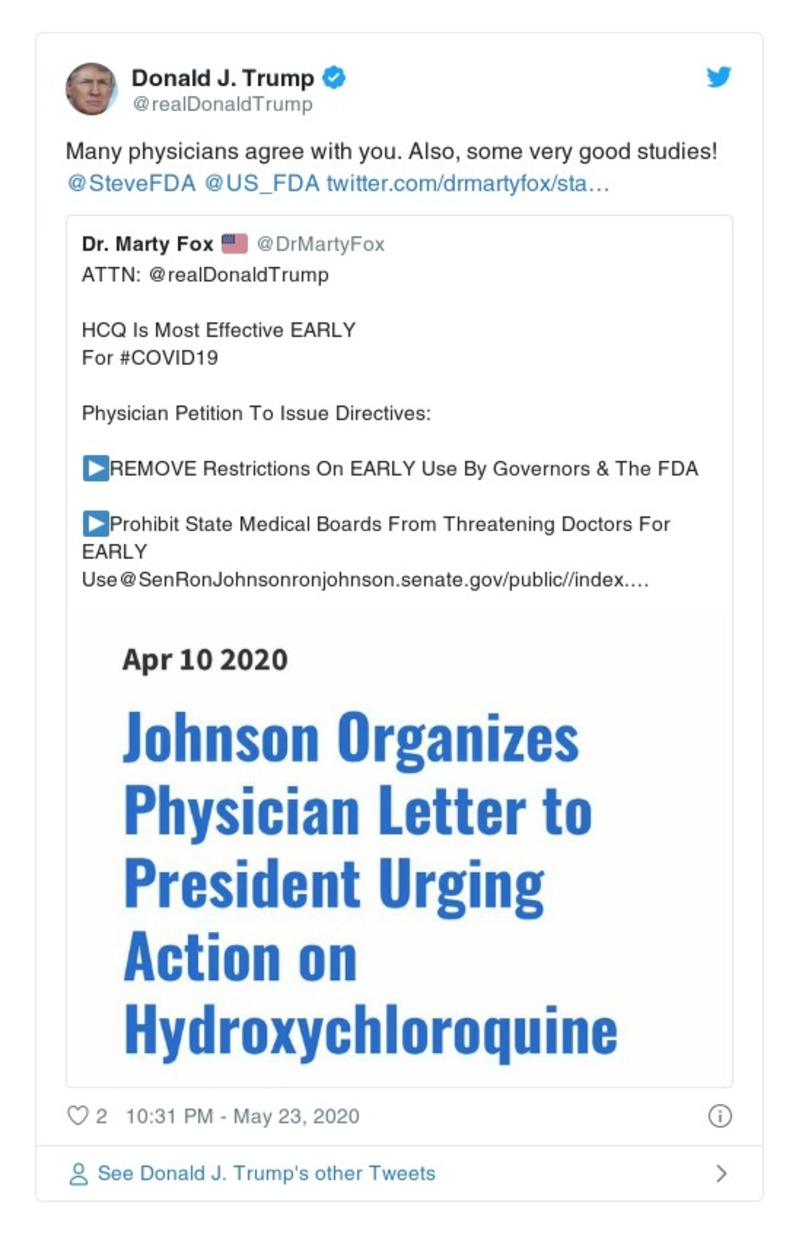 Donald J. Trump
@realDonaldTrump
Many physicians agree with you. Also, some very good studies!
@SteveFDA @US_FDA twitter.com/drmartyfox/sta…
Dr. Marty Fox 🇺🇸 @DrMartyFox
ATTN: @realDonaldTrump
HCQ Is Most Effective EARLY
For #COVID19
Physician Petition To Issue Directives:
▶️REMOVE Restrictions On EARLY Use By Governors & The FDA
▶️Prohibit State Medical Boards From Threatening Doctors For
EARLY
Use@SenRonJohnsonronjohnson.senate.gov/public//index.…
Apr 10 2020
Johnson Organizes
Physician Letter to
President Urging
Action on
Hydroxychloroquine
2 10:31 PM - May 23, 2020
See Donald J. Trump's other Tweets